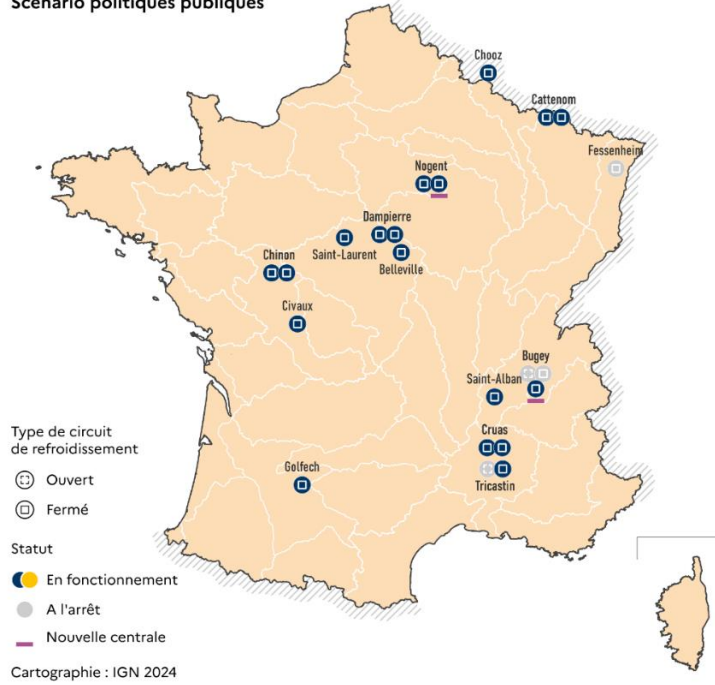 Scénario politiques publiques
Chooz
Cattenom
Fessenheim
Nogent
Dampierre
Saint-Laurent
Belleville
Chinon
Civaux
Bugey
Saint-Alban
Cruas
Tricastin
Golfech
Type de circuit
de refroidissement
Ouvert
Fermé
Statut
En fonctionnement
A l'arrêt
Nouvelle centrale
Cartographie : IGN 2024